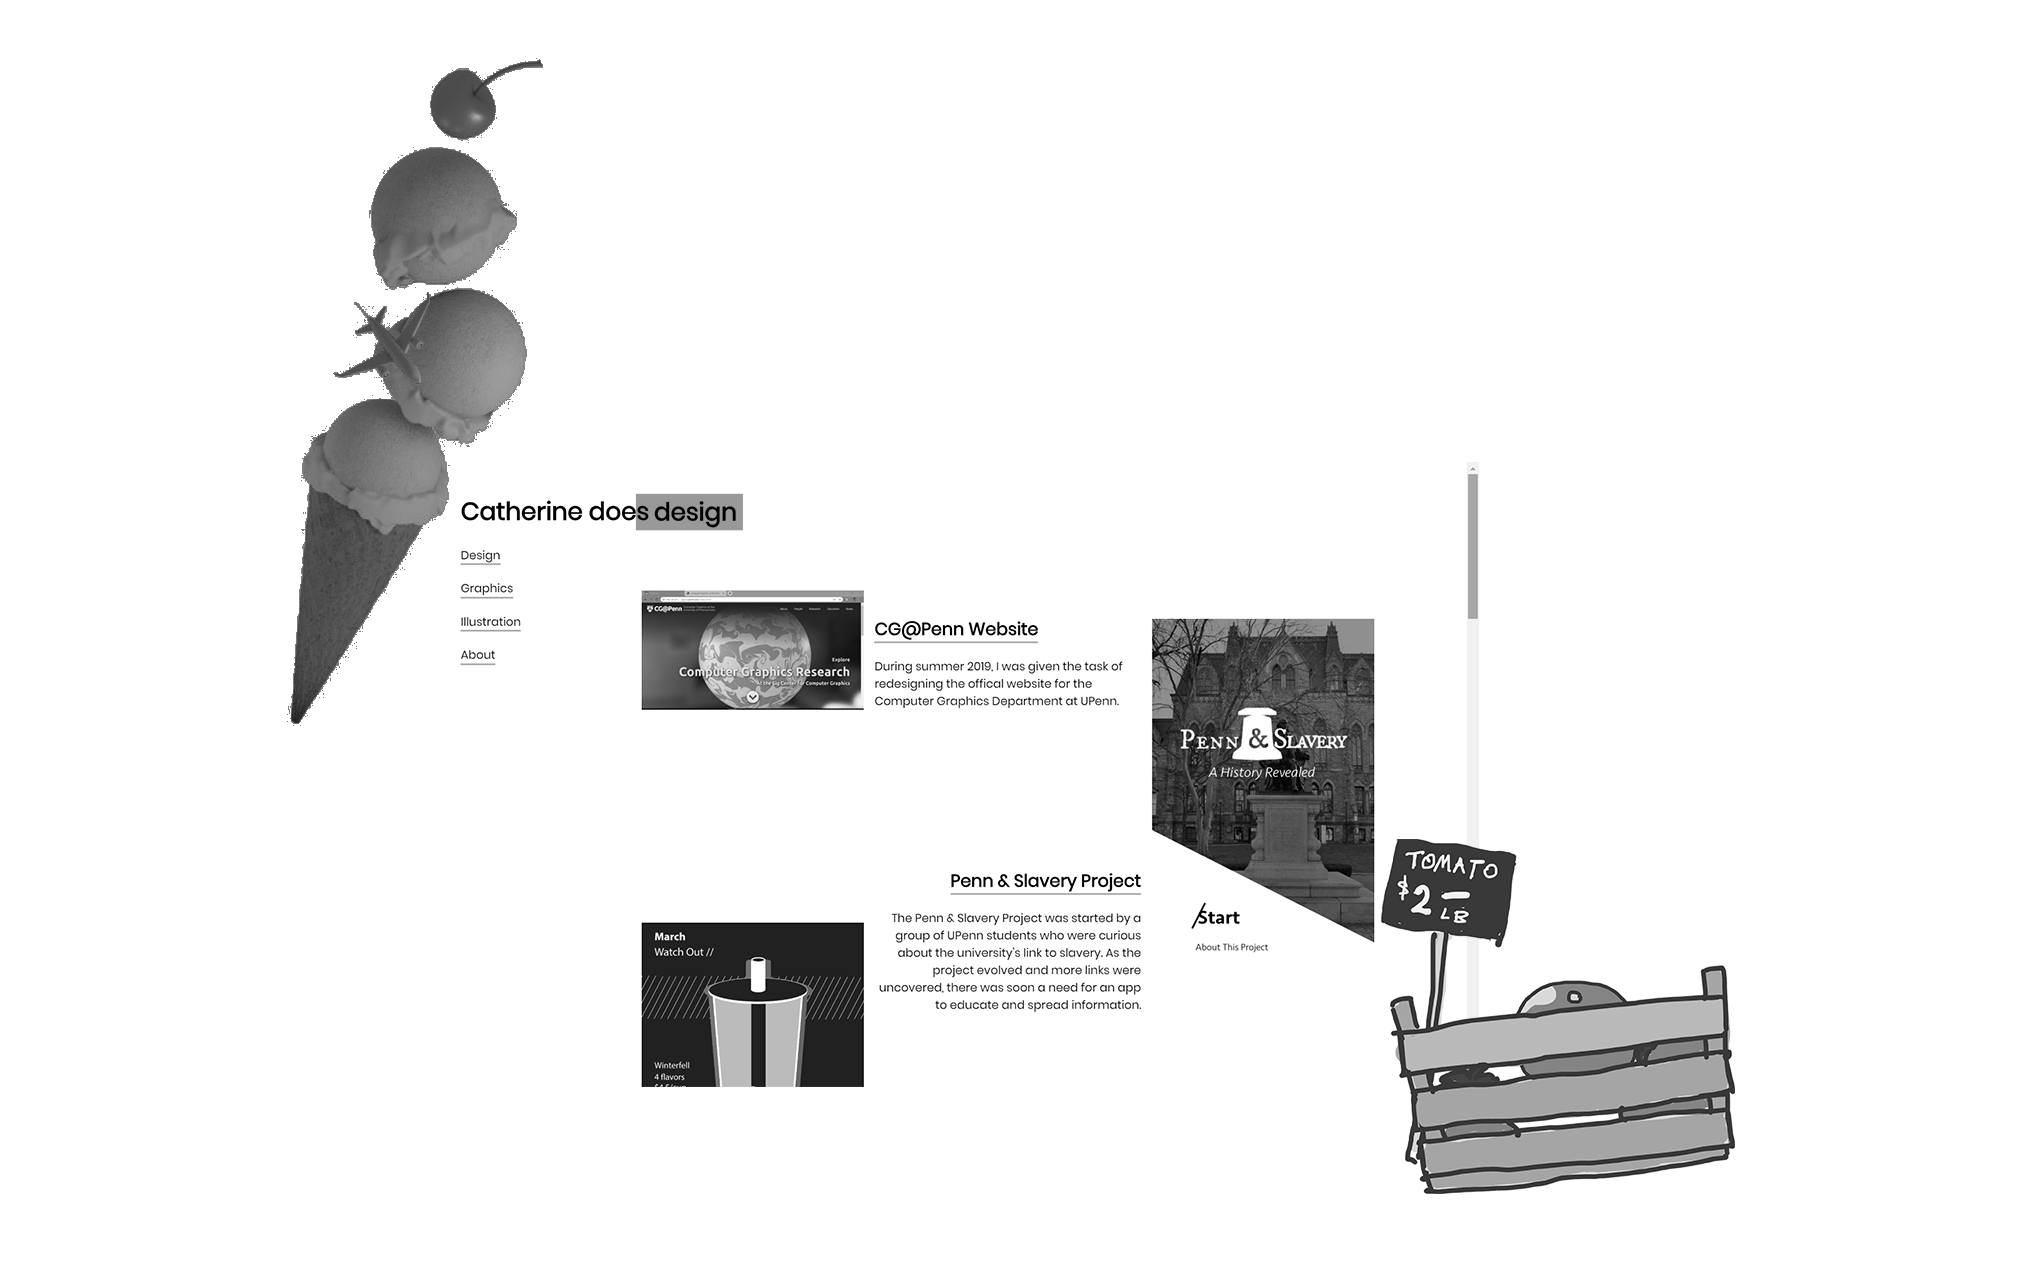 Catherine does design
Design
Graphics
Illustration
About
CG@Penn
Explore
Computer Graphics Research
At the Sig Center for Computer Graphics
CG@Penn Website
During summer 2019, I was given the task of
redesigning the offical website for the
Computer Graphics Department at UPenn.
PENN & SLAVERY
A History Revealed
Start
About This Project
Penn & Slavery Project
The Penn & Slavery Project was started by a
group of UPenn students who were curious
about the university's link to slavery. As the
project evolved and more links were
uncovered, there was soon a need for an app
to educate and spread information.
March
Watch Out //
Winterfell
4 flavors
TOMATO
$2-
LB